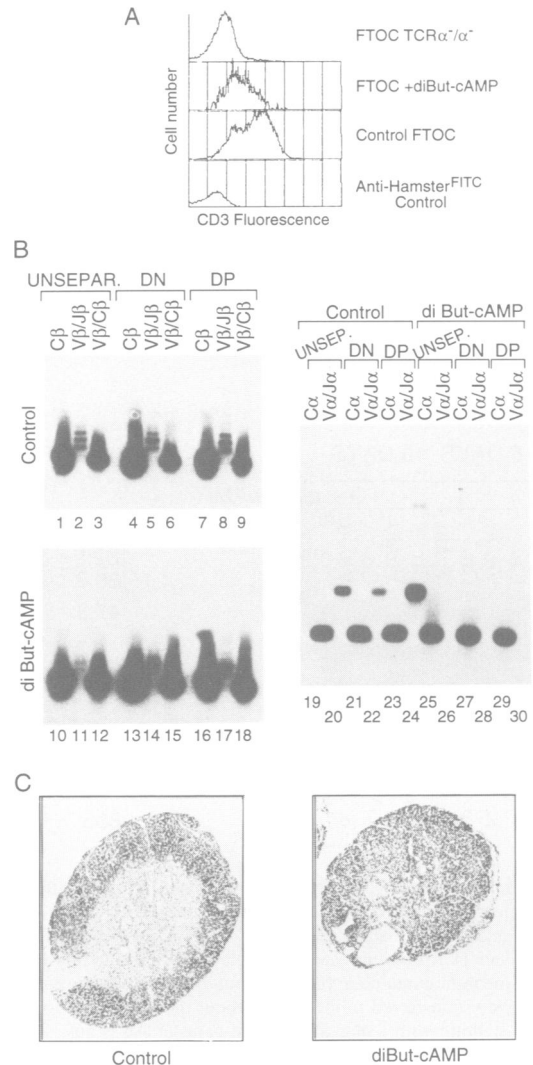 A
FTOC TCRα⁻/α⁻
FTOC +diBut-cAMP
Control FTOC
Anti-Hamster^FITC
Control
Cell number
CD3 Fluorescence
B
UNSEPAR. DN DP
Cβ Vβ/Jβ Vβ/Cβ Cβ Vβ/Jβ Vβ/Cβ Cβ Vβ/Jβ Vβ/Cβ
Control
1 2 3 4 5 6 7 8 9
di But-cAMP
10 11 12 13 14 15 16 17 18
Control di But-cAMP
UNSEP. DN DP UNSEP. DN DP
Cα Vα/Jα Cα Vα/Jα Cα Vα/Jα Cα Vα/Jα Cα Vα/Jα Cα Vα/Jα
19 21 23 25 27 29
20 22 24 26 28 30
C
Control
diBut-cAMP